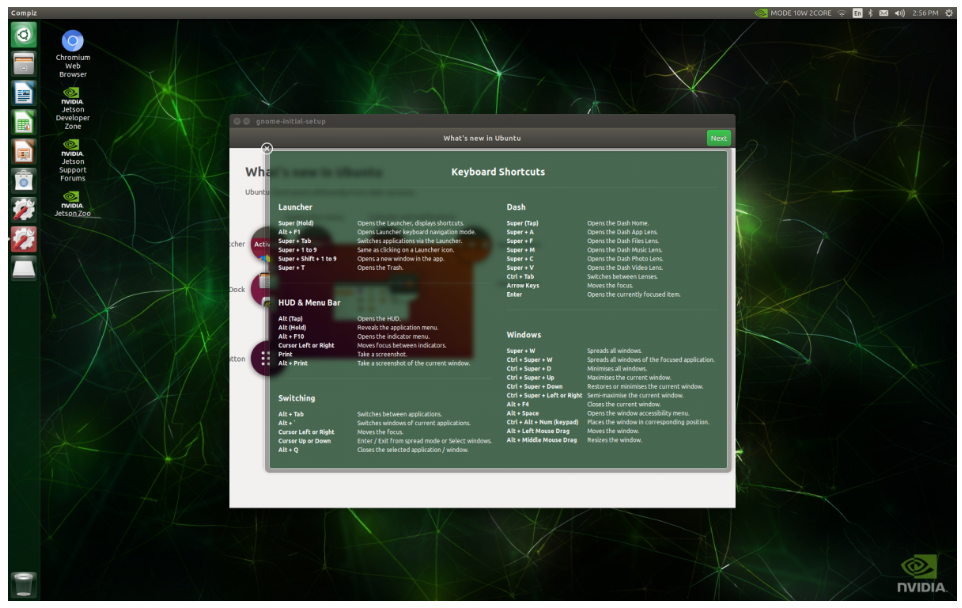 Compiz
MODE 10W 2CORE
En
2:56 PM
Chromium
Web
Browser
NVIDIA.
Jetson
Developer
Zone
NVIDIA.
Jetson
Support
Forums
NVIDIA.
Jetson Zoo
gnome-initial-setup
What's new in Ubuntu
Next
What's new in Ubuntu
Keyboard Shortcuts
Launcher
Super (Hold) Opens the Launcher, displays shortcuts.
Alt + F1 Opens Launcher keyboard navigation mode.
Super + Tab Switches applications via the Launcher.
Super + 1 to 9 Same as clicking on a Launcher icon.
Super + Shift + 1 to 9 Opens a new window in the app.
Super + T Opens the Trash.
HUD & Menu Bar
Alt (Tap) Opens the HUD.
Alt (Hold) Reveals the application menu.
Alt + F10 Opens the indicator menu.
Cursor Left or Right Moves focus between indicators.
Print Take a screenshot.
Alt + Print Take a screenshot of the current window.
Switching
Alt + Tab Switches between applications.
Alt + ` Switches windows of current applications.
Cursor Left or Right Moves the focus.
Cursor Up or Down Enter / Exit from spread mode or Select windows.
Alt + Q Closes the selected application / window.
Dash
Super (Tap) Opens the Dash Home.
Super + A Opens the Dash App Lens.
Super + F Opens the Dash Files Lens.
Super + M Opens the Dash Music Lens.
Super + C Opens the Dash Photo Lens.
Super + V Opens the Dash Video Lens.
Ctrl + Tab Switches between Lenses.
Arrow Keys Moves the focus.
Enter Opens the currently focused item.
Windows
Super + W Spreads all windows.
Ctrl + Super + W Spreads all windows of the focused application.
Ctrl + Super + D Minimises all windows.
Ctrl + Super + Up Maximises the current window.
Ctrl + Super + Down Restores or minimises the current window.
Ctrl + Super + Left or Right Semi-maximise the current window.
Alt + F4 Closes the current window.
Alt + Space Opens the window accessibility menu.
Ctrl + Alt + Num (keypad) Places the window in corresponding position.
Alt + Left Mouse Drag Moves the window.
Alt + Middle Mouse Drag Resizes the window.
Ubuntu
cher
Activ
Dock
utton
NVIDIA.